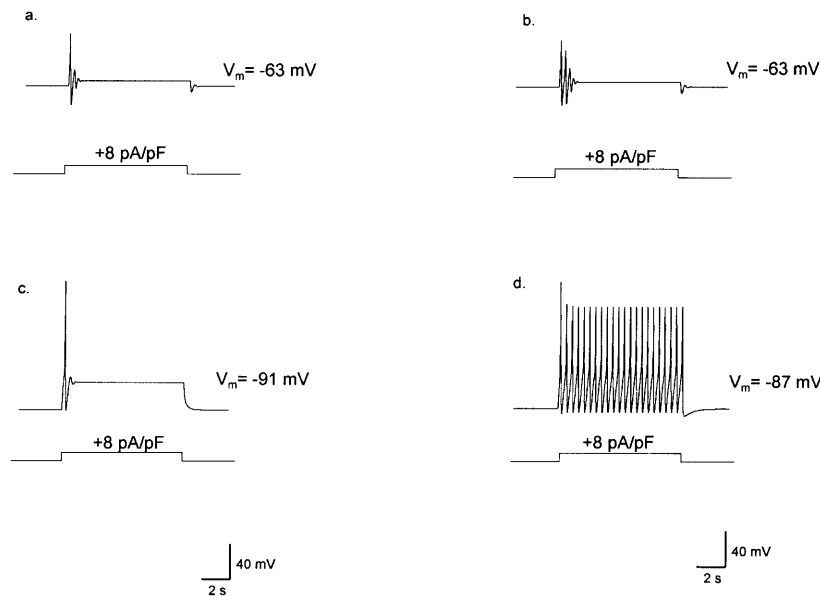 a.
V_m= -63 mV
+8 pA/pF
b.
V_m= -63 mV
+8 pA/pF
c.
V_m= -91 mV
+8 pA/pF
d.
V_m= -87 mV
+8 pA/pF
40 mV
2 s
40 mV
2 s